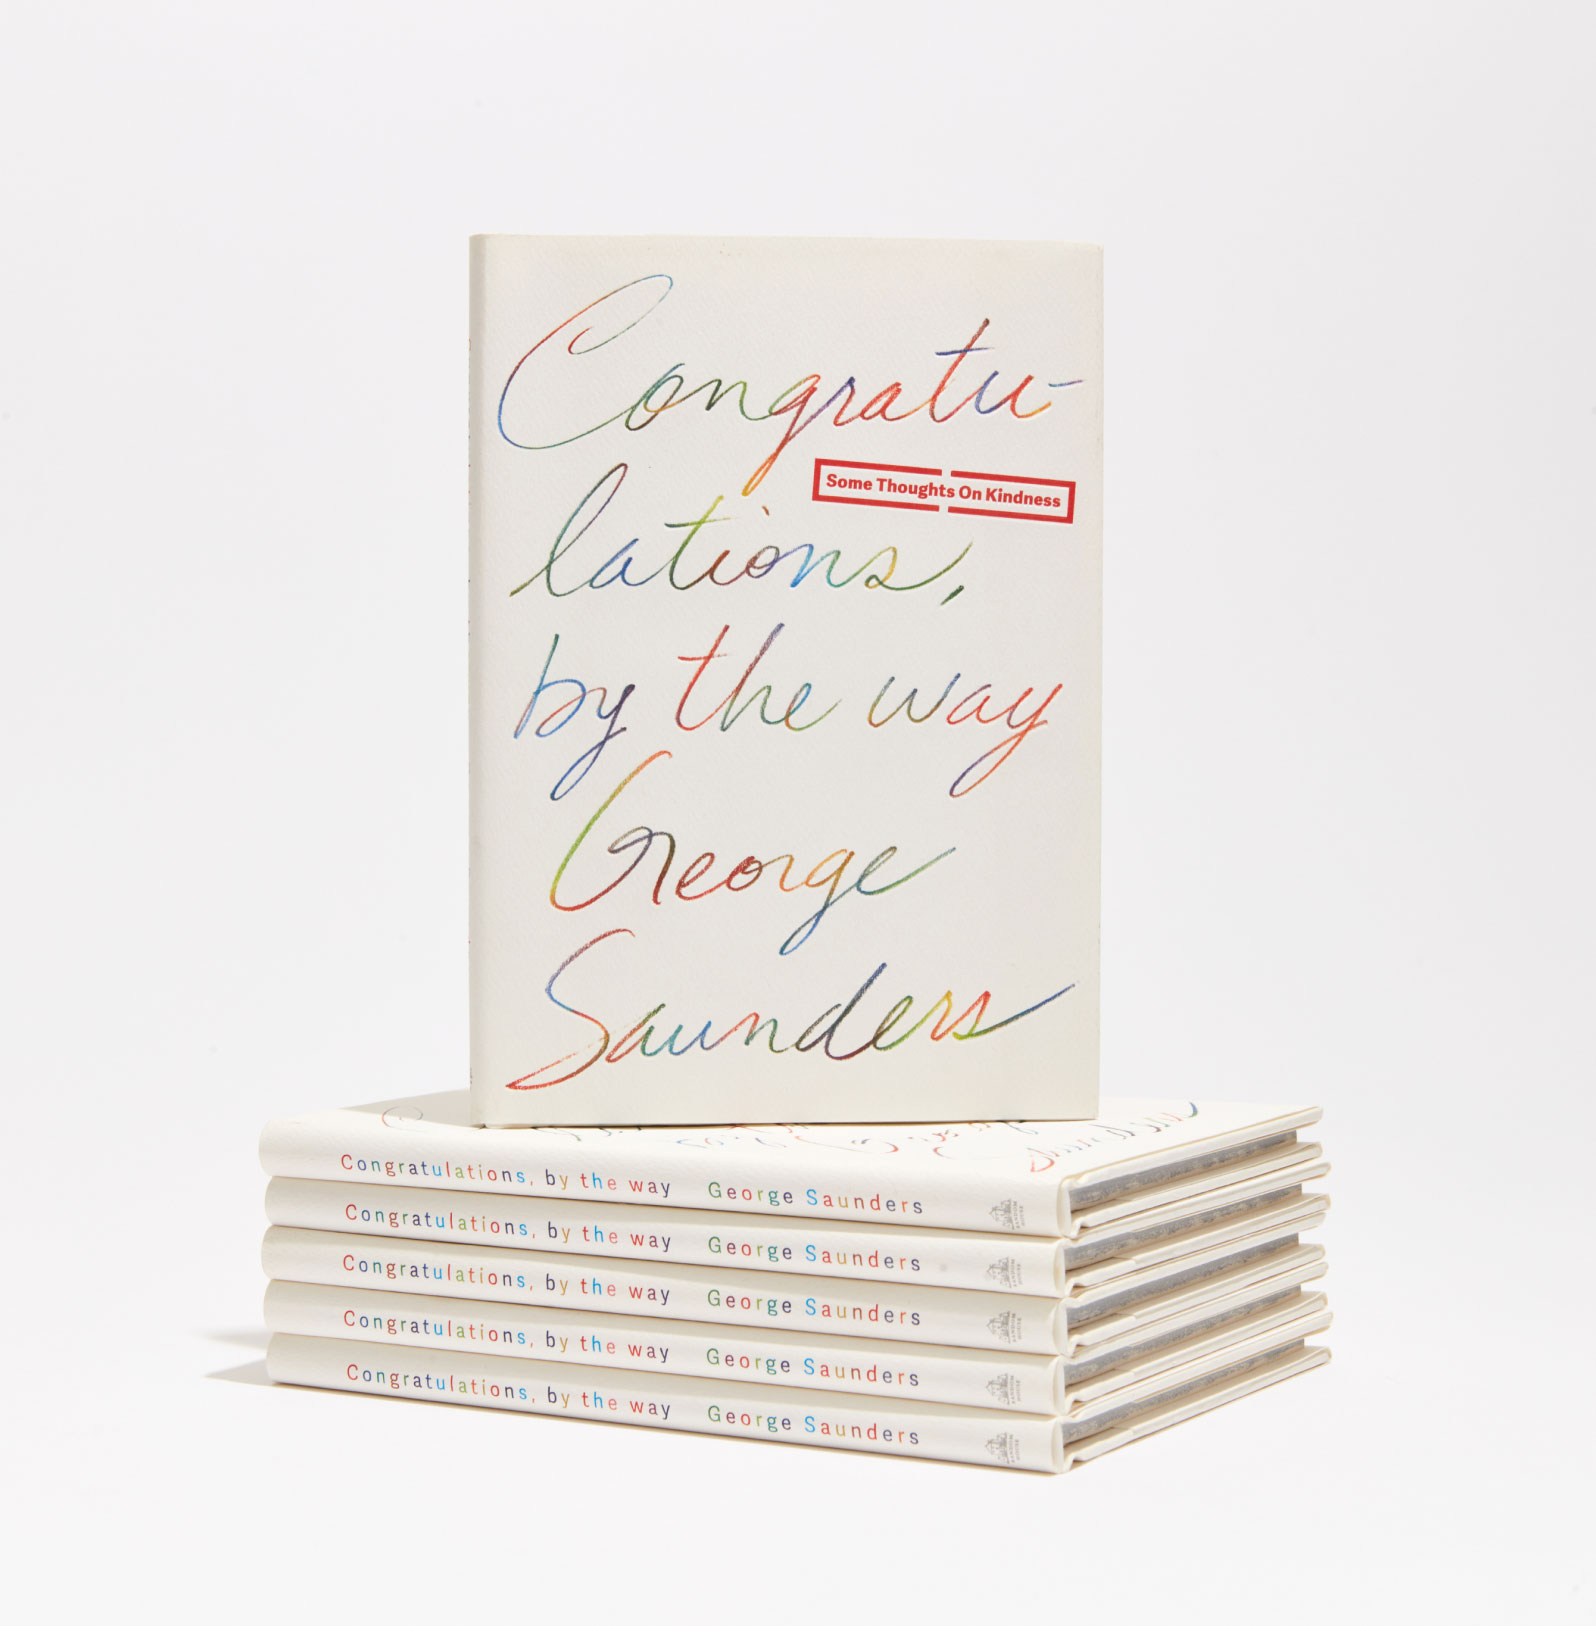 Congratu-
Some Thoughts On Kindness
lations,
by the way
George
Saunders
Congratulations, by the way George Saunders
Congratulations, by the way George Saunders
Congratulations, by the way George Saunders
Congratulations, by the way George Saunders
Congratulations, by the way George Saunders